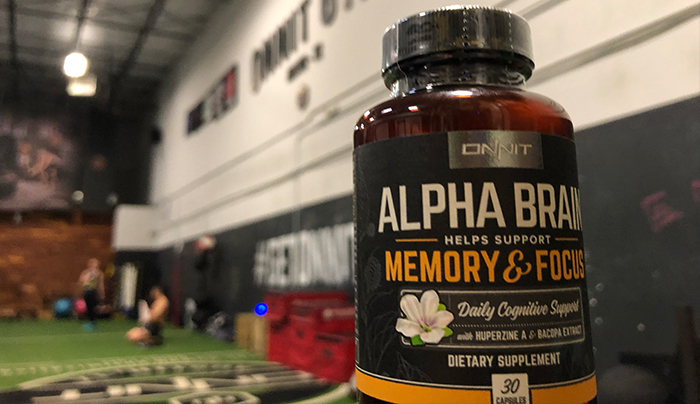 ONNIT
#GETONNIT
ONNIT
ALPHA BRAIN
HELPS SUPPORT
MEMORY & FOCUS
Daily Cognitive Support
with HUPERZINE A & BACOPA EXTRACT
DIETARY SUPPLEMENT
30
CAPSULES